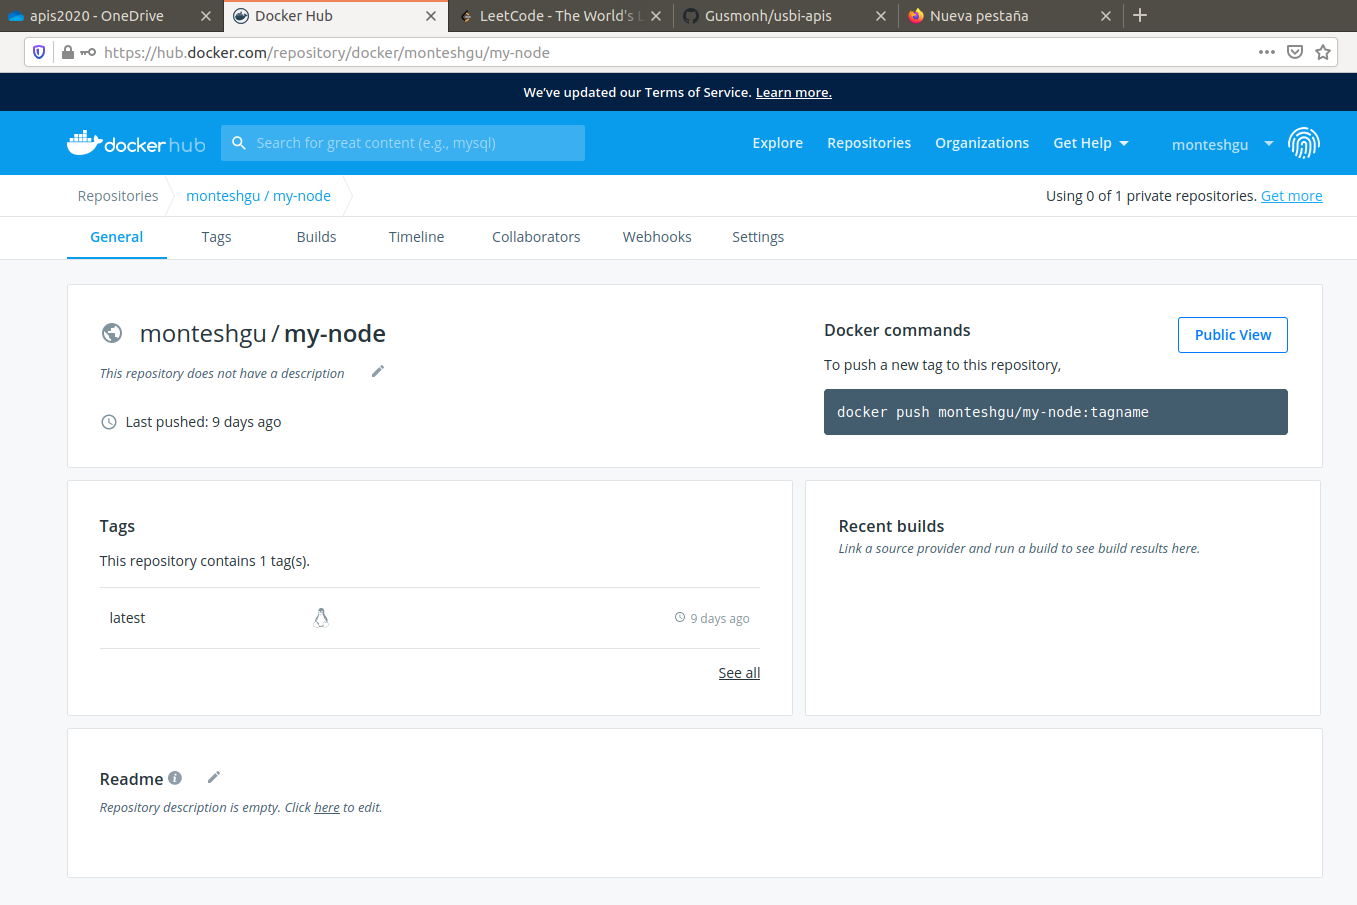 apis2020 - OneDrive
Docker Hub
LeetCode - The World's L
Gusmonh/usbi-apis
Nueva pestaña
https://hub.docker.com/repository/docker/monteshgu/my-node
We've updated our Terms of Service. Learn more.
docker hub
Search for great content (e.g., mysql)
Explore
Repositories
Organizations
Get Help
monteshgu
Repositories
monteshgu / my-node
Using 0 of 1 private repositories. Get more
General
Tags
Builds
Timeline
Collaborators
Webhooks
Settings
monteshgu / my-node
This repository does not have a description
Last pushed: 9 days ago
Docker commands
Public View
To push a new tag to this repository,
docker push monteshgu/my-node:tagname
Tags
This repository contains 1 tag(s).
latest
9 days ago
See all
Recent builds
Link a source provider and run a build to see build results here.
Readme
Repository description is empty. Click here to edit.